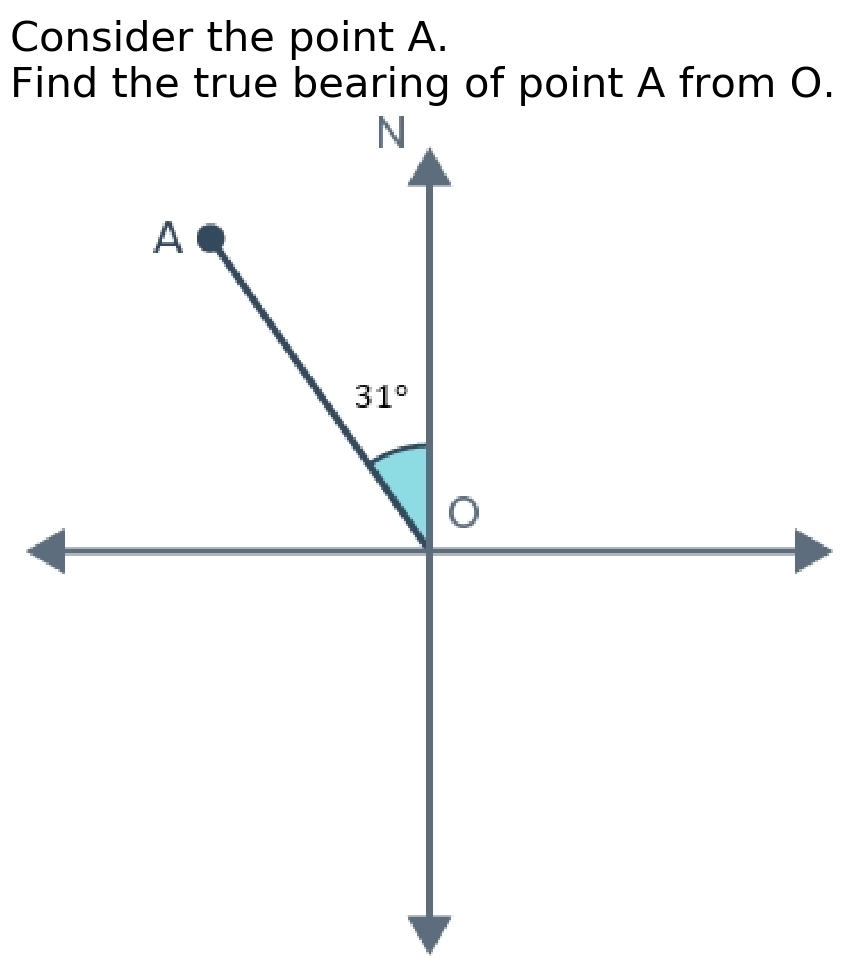 Consider the point A.
Find the true bearing of point A from O.
N
A
31°
O